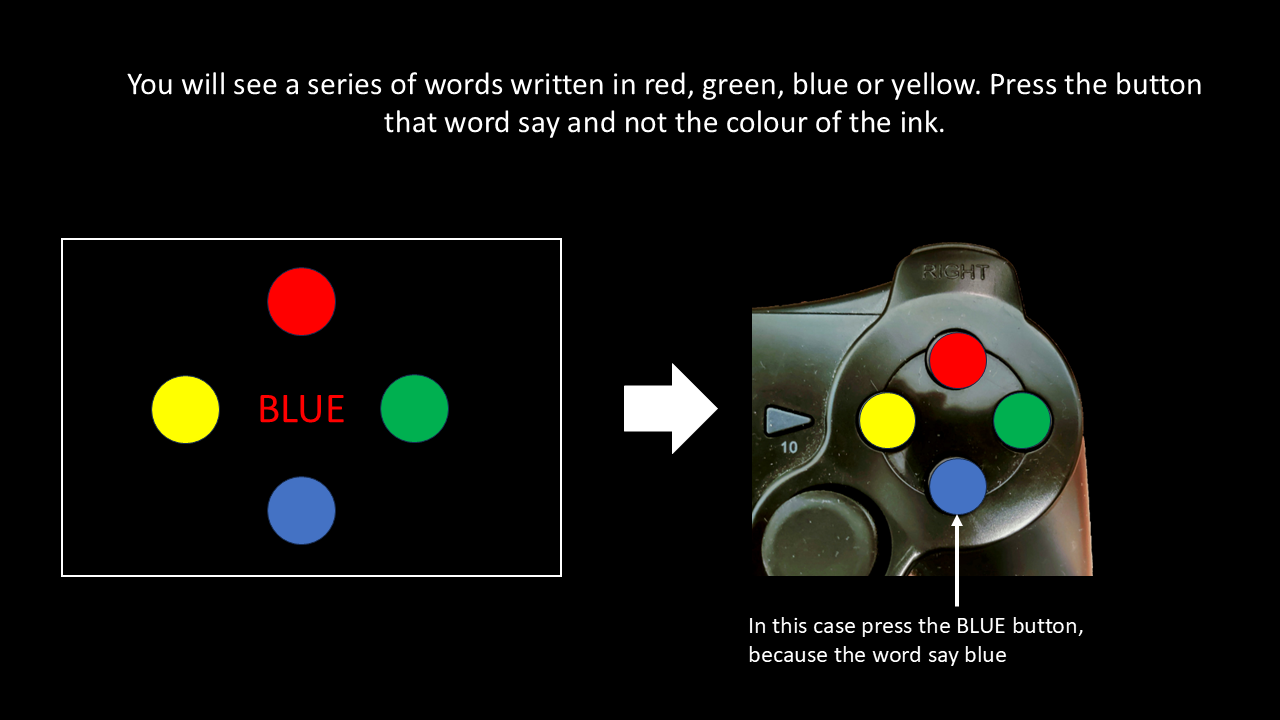 You will see a series of words written in red, green, blue or yellow. Press the button
that word say and not the colour of the ink.
BLUE
RIGHT
10
In this case press the BLUE button,
because the word say blue